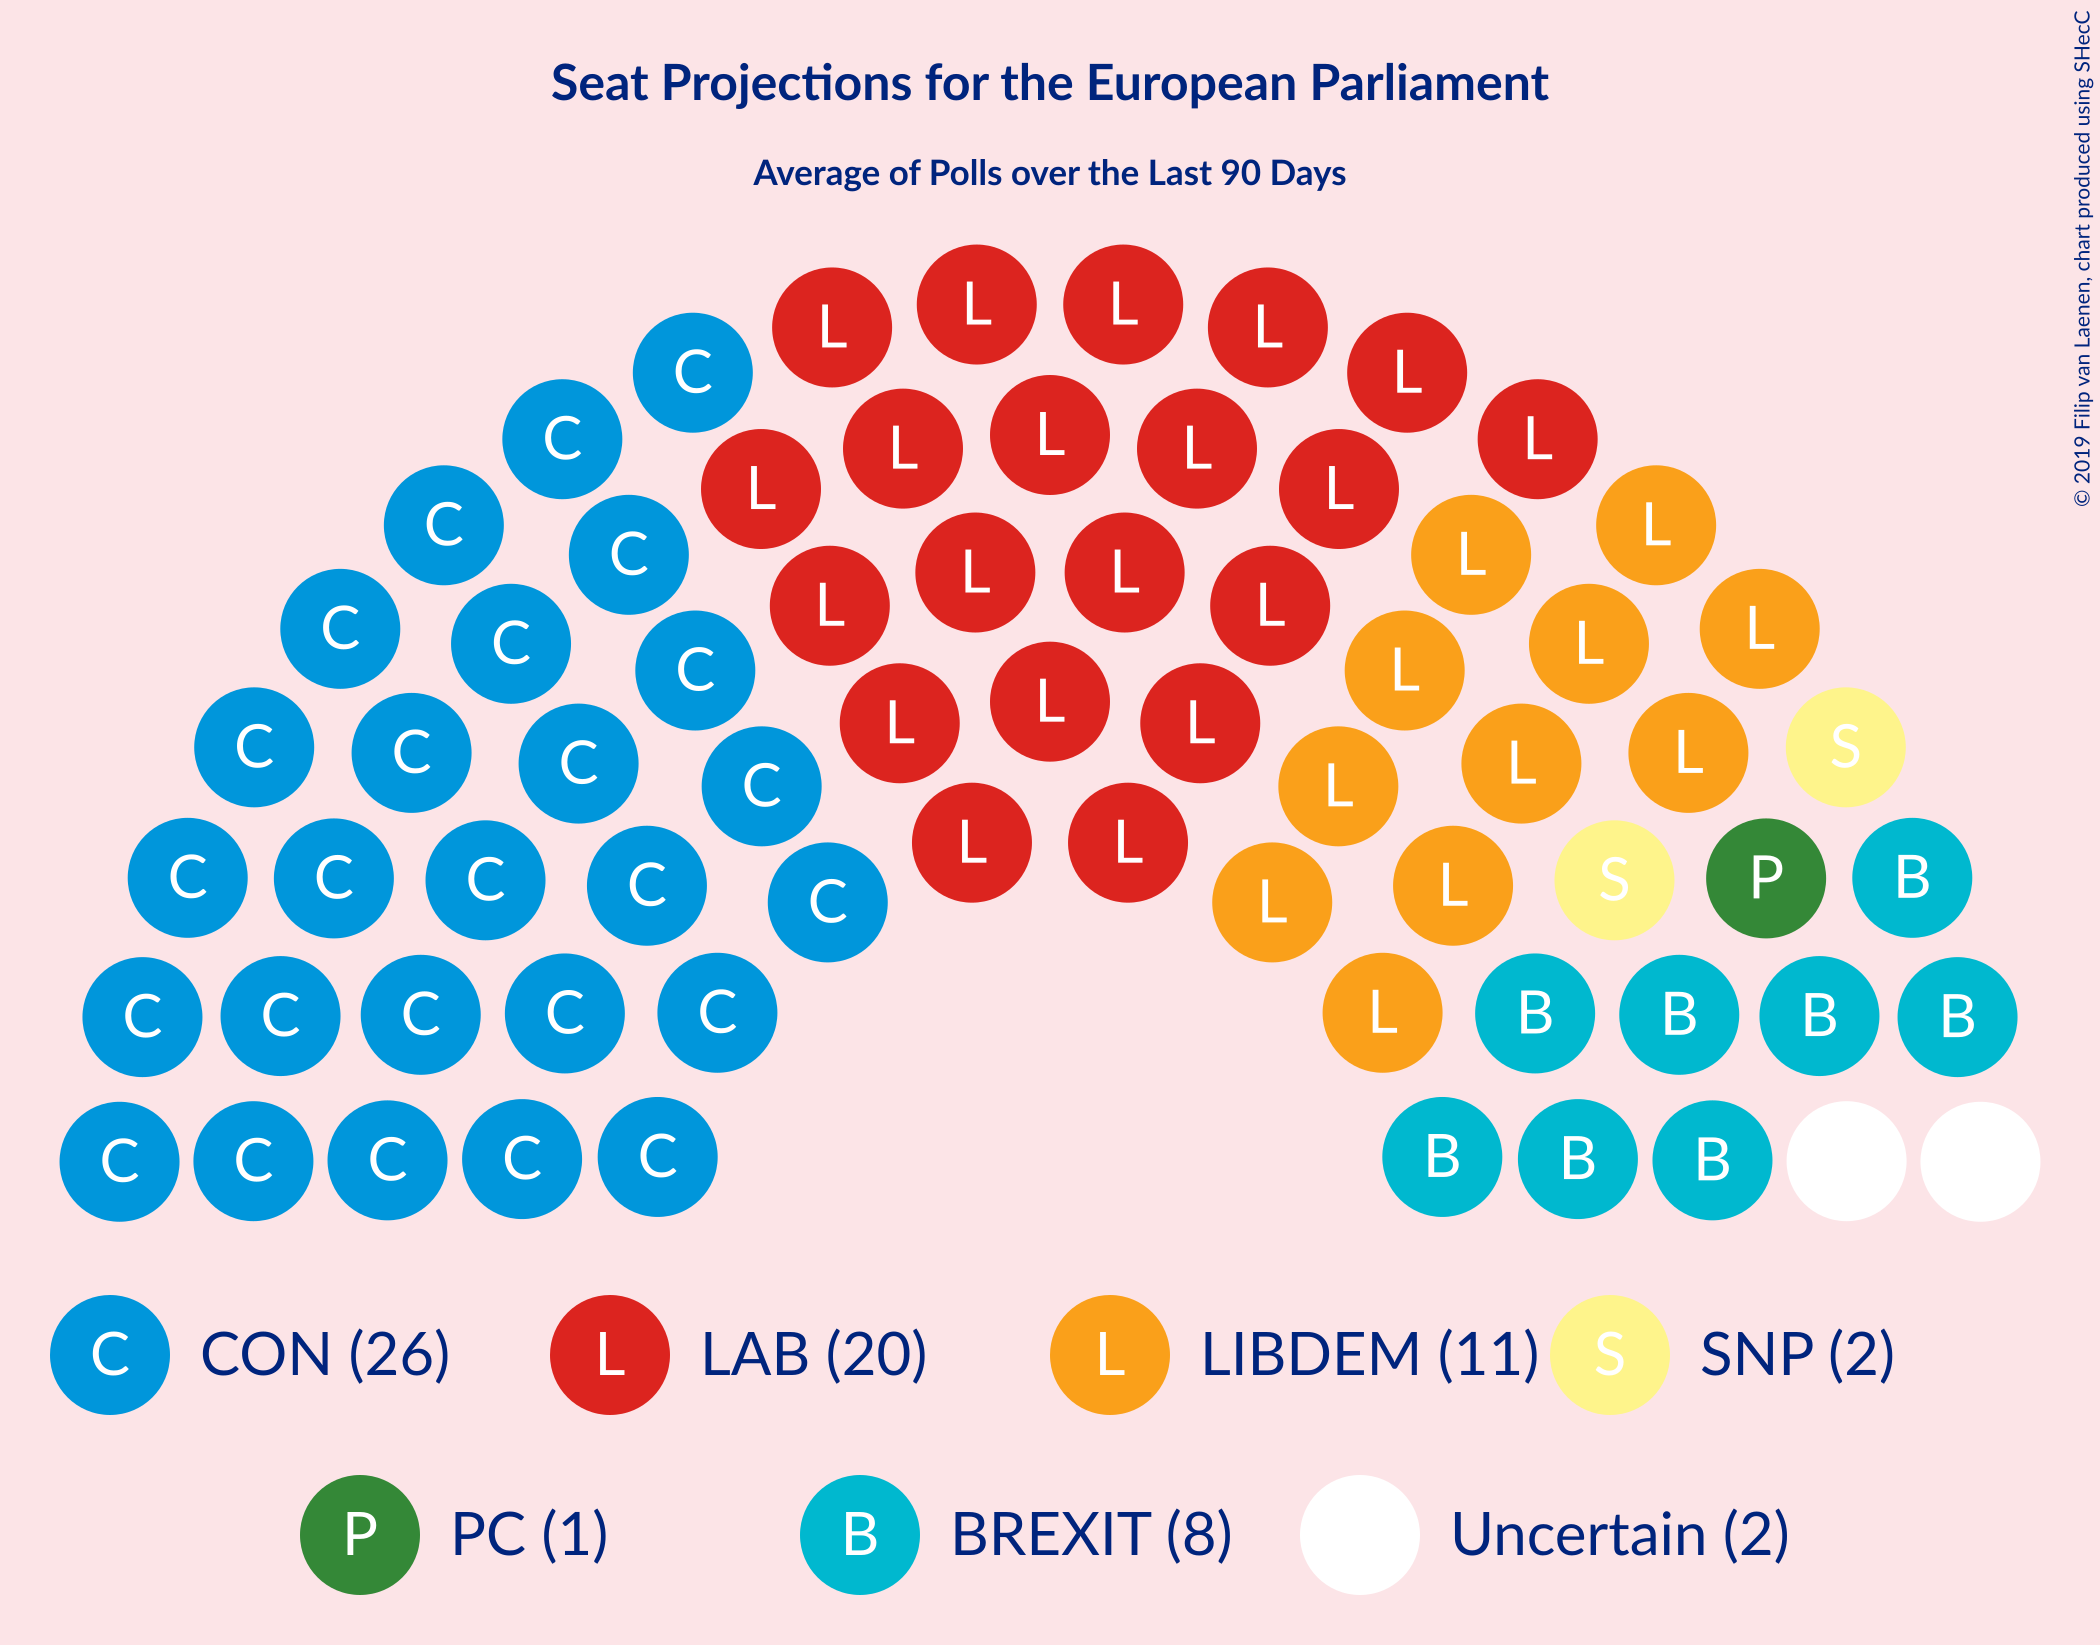 Seat Projections for the European Parliament
Average of Polls over the Last 90 Days
© 2019 Filip van Laenen, chart produced using SHecC
L L
L L
C L L
C L L
L L
L L
C L L
C L L
L L
C L L
C L L
C L L
C L L
C L S
C C L L
C L L
C C C C L L S P B
C L
C C C C C L B B B B
C C C C C B B B
C CON (26) L LAB (20) L LIBDEM (11) S SNP (2)
P PC (1) B BREXIT (8) Uncertain (2)